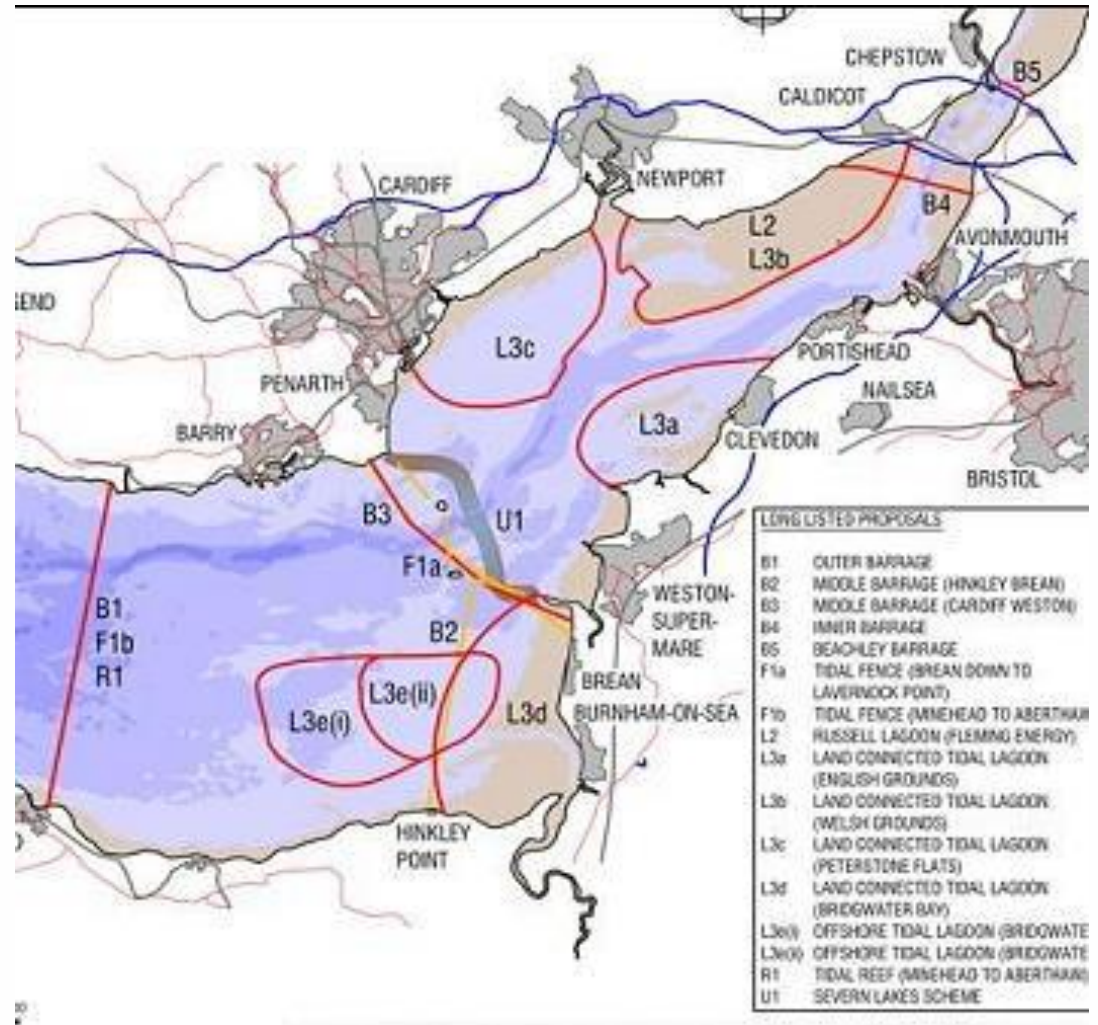 CHEPSTOW
B5
CALDICOT
NEWPORT
CARDIFF
B4
L2
L3b
AVONMOUTH
L3c
PORTISHEAD
PENARTH
NAILSEA
L3a
BARRY
CLEVEDON
BRISTOL
B3
U1
F1a
WESTON-
SUPER-
MARE
B1
F1b
R1
B2
BREAN
L3e(ii)
L3e(i)
L3d
BURNHAM-ON-SEA
HINKLEY
POINT
LONG LISTED PROPOSALS
B1 OUTER BARRAGE
B2 MIDDLE BARRAGE (HINKLEY BREAN)
B3 MIDDLE BARRAGE (CARDIFF WESTON)
B4 INNER BARRAGE
B5 BEACHLEY BARRAGE
F1a TIDAL FENCE (BREAN DOWN TO
LAVERNOCK POINT)
F1b TIDAL FENCE (MINEHEAD TO ABERTHAW
L2 RUSSELL LAGOON (FLEMING ENERGY)
L3a LAND CONNECTED TIDAL LAGOON
(ENGLISH GROUNDS)
L3b LAND CONNECTED TIDAL LAGOON
(WELSH GROUNDS)
L3c LAND CONNECTED TIDAL LAGOON
(PETERSTONE FLATS)
L3d LAND CONNECTED TIDAL LAGOON
(BRIDGWATER BAY)
L3e(i) OFFSHORE TIDAL LAGOON (BRIDGWATE
L3e(ii) OFFSHORE TIDAL LAGOON (BRIDGWATE
R1 TIDAL REEF (MINEHEAD TO ABERTHAW)
U1 SEVERN LAKES SCHEME